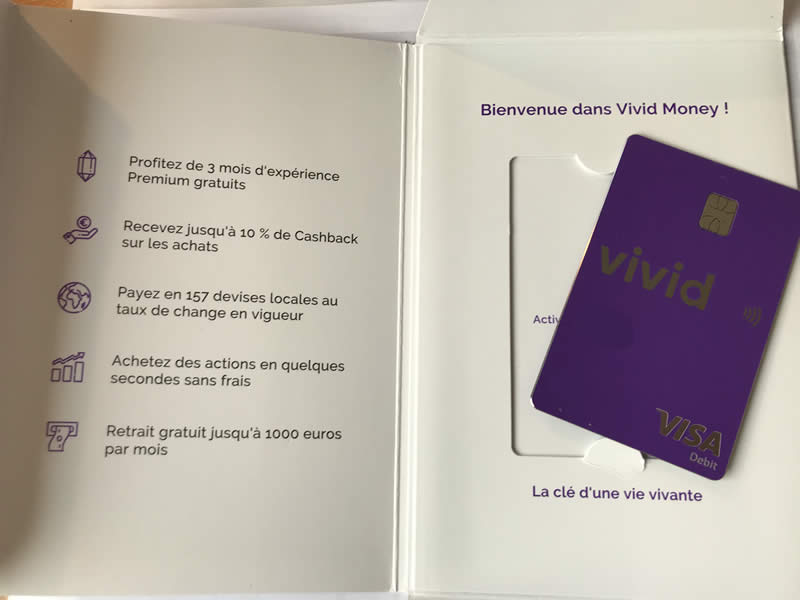 Profitez de 3 mois d'expérience
Premium gratuits
Recevez jusqu'à 10 % de Cashback
sur les achats
Payez en 157 devises locales au
taux de change en vigueur
Achetez des actions en quelques
secondes sans frais
Retrait gratuit jusqu'à 1000 euros
par mois
Bienvenue dans Vivid Money !
vivid
VISA
Debit
La clé d'une vie vivante